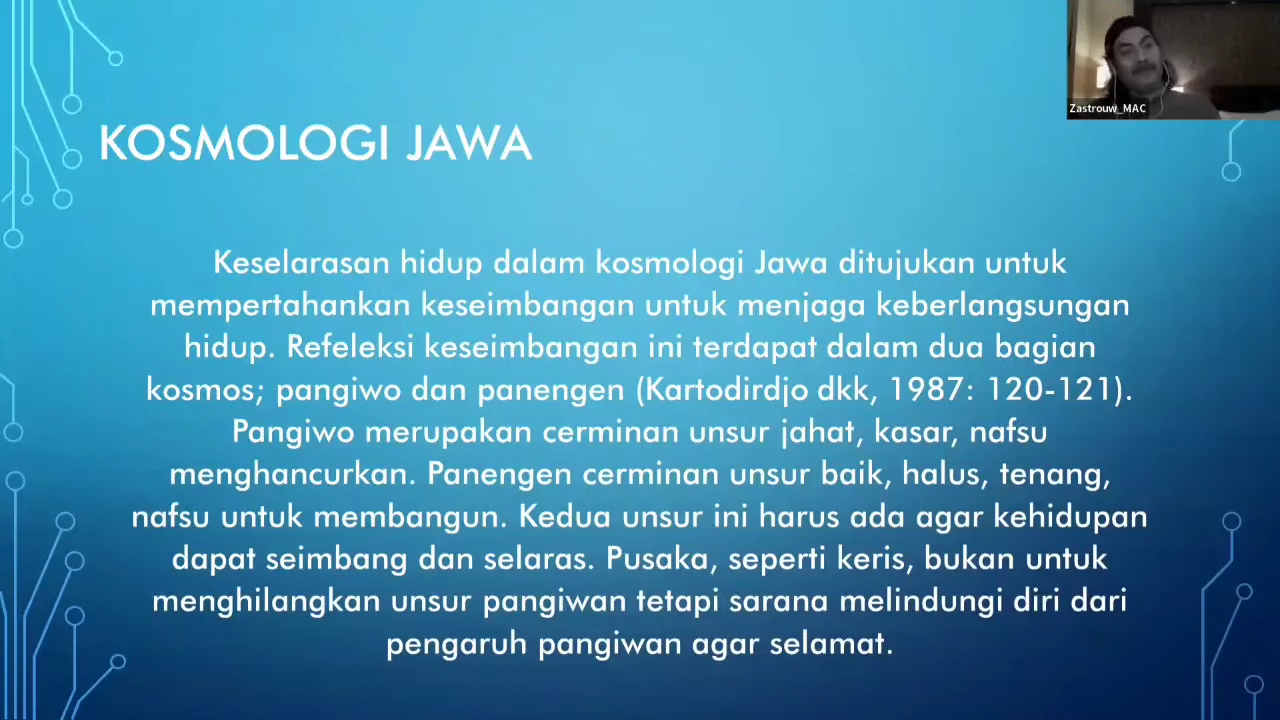 Zastrouw_MAC
KOSMOLOGI JAWA
Keselarasan hidup dalam kosmologi Jawa ditujukan untuk
mempertahankan keseimbangan untuk menjaga keberlangsungan
hidup. Refeleksi keseimbangan ini terdapat dalam dua bagian
kosmos; pangiwo dan panengen (Kartodirdjo dkk, 1987: 120-121).
Pangiwo merupakan cerminan unsur jahat, kasar, nafsu
menghancurkan. Panengen cerminan unsur baik, halus, tenang,
nafsu untuk membangun. Kedua unsur ini harus ada agar kehidupan
dapat seimbang dan selaras. Pusaka, seperti keris, bukan untuk
menghilangkan unsur pangiwan tetapi sarana melindungi diri dari
pengaruh pangiwan agar selamat.